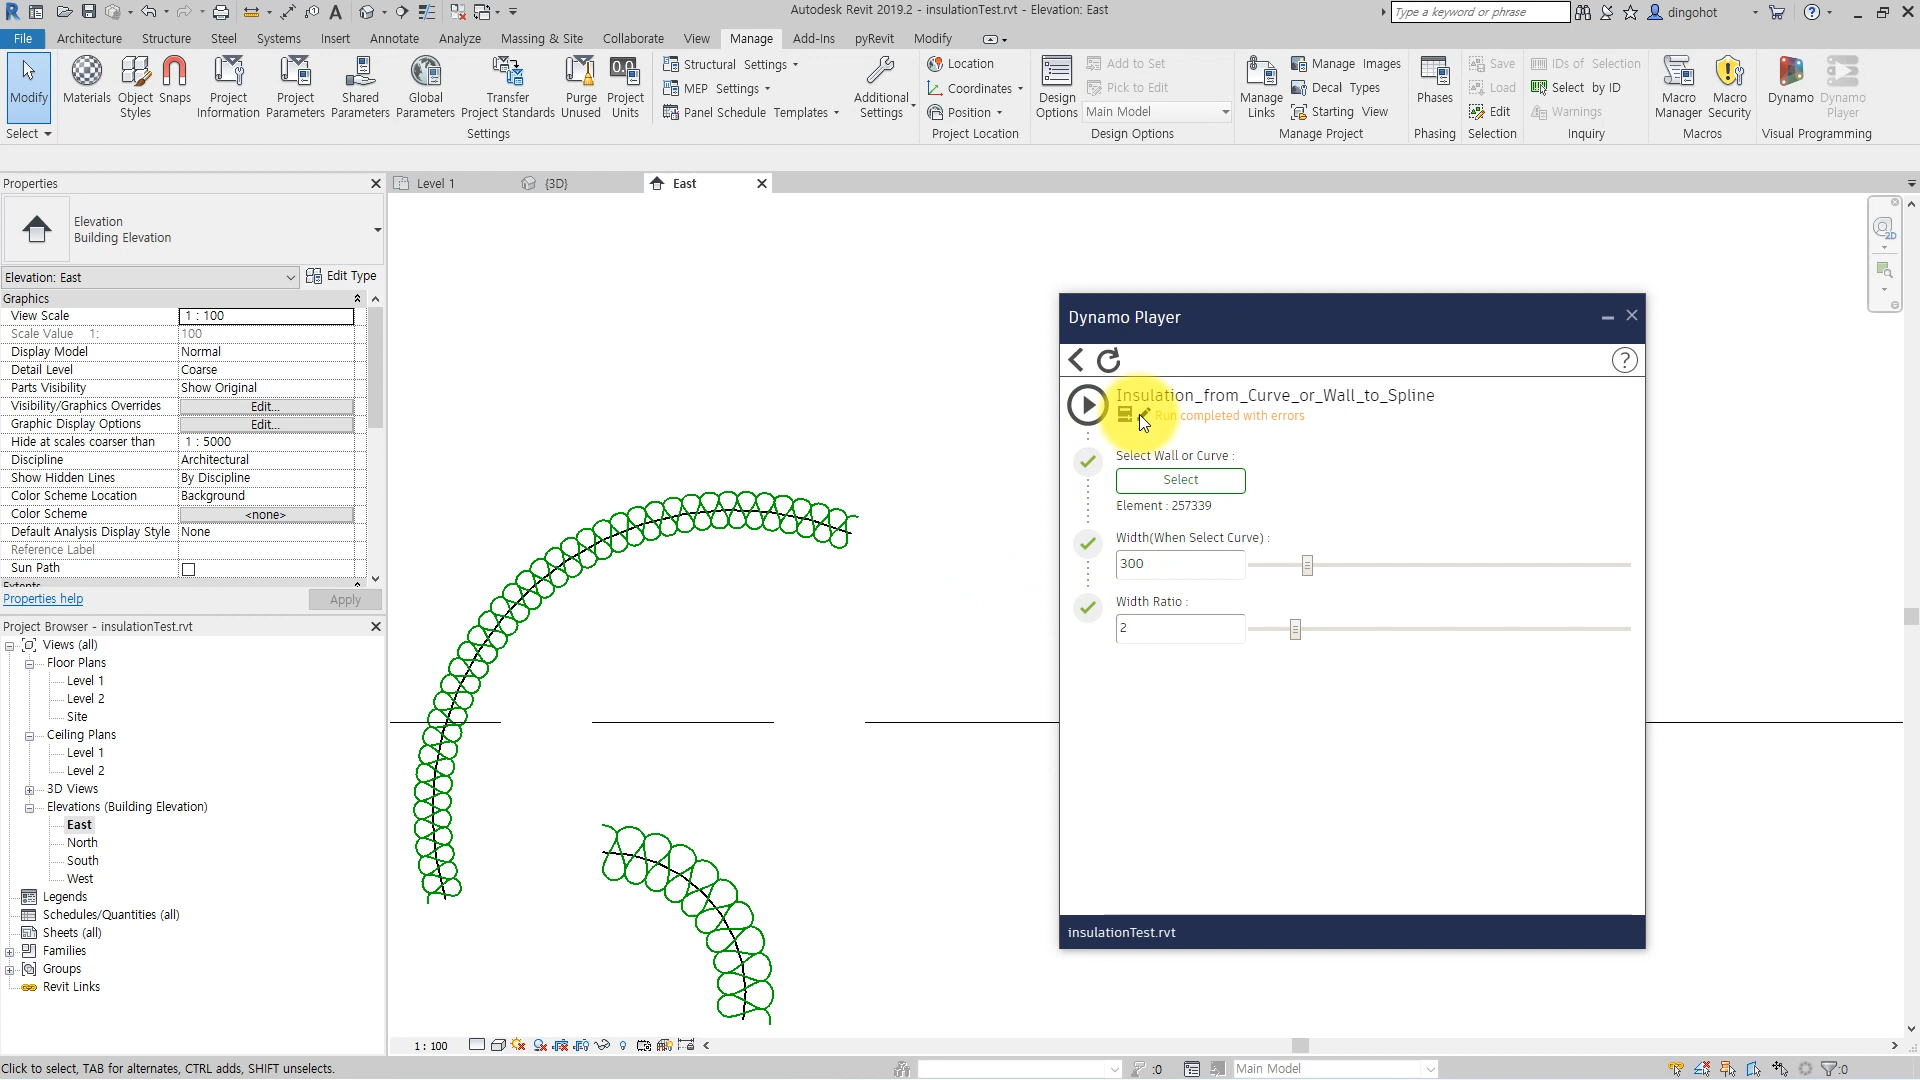 Autodesk Revit 2019.2 - insulationTest.rvt - Elevation: East
Type a keyword or phrase
dingohot
File Architecture Structure Steel Systems Insert Annotate Analyze Massing & Site Collaborate View Manage Add-Ins pyRevit Modify
Modify
Materials
Object Styles
Snaps
Project Information
Project Parameters
Shared Parameters
Global Parameters
Transfer Project Standards
Purge Unused
Project Units
Structural Settings
MEP Settings
Panel Schedule Templates
Additional Settings
Location
Coordinates
Position
Design Options
Add to Set
Pick to Edit
Main Model
Manage Links
Manage Images
Decal Types
Starting View
Phases
Save
Load
Edit
IDs of Selection
Select by ID
Warnings
Macro Manager
Macro Security
Dynamo
Dynamo Player
Select
Settings
Project Location
Design Options
Manage Project
Phasing
Selection
Inquiry
Macros
Visual Programming
Properties
Level 1
{3D}
East
Elevation
Building Elevation
2D
Elevation: East
Edit Type
Graphics
View Scale 1 : 100
Scale Value 1: 100
Display Model Normal
Detail Level Coarse
Parts Visibility Show Original
Visibility/Graphics Overrides Edit...
Graphic Display Options Edit...
Hide at scales coarser than 1 : 5000
Discipline Architectural
Show Hidden Lines By Discipline
Color Scheme Location Background
Color Scheme <none>
Default Analysis Display Style None
Reference Label
Sun Path
Extents
Properties help
Apply
Project Browser - insulationTest.rvt
Views (all)
Floor Plans
Level 1
Level 2
Site
Ceiling Plans
Level 1
Level 2
3D Views
Elevations (Building Elevation)
East
North
South
West
Legends
Schedules/Quantities (all)
Sheets (all)
Families
Groups
Revit Links
Dynamo Player
Insulation_from_Curve_or_Wall_to_Spline
Run completed with errors
Select Wall or Curve :
Select
Element : 257339
Width(When Select Curve) :
300
Width Ratio :
2
insulationTest.rvt
1 : 100
Click to select, TAB for alternates, CTRL adds, SHIFT unselects.
:0
Main Model
:0